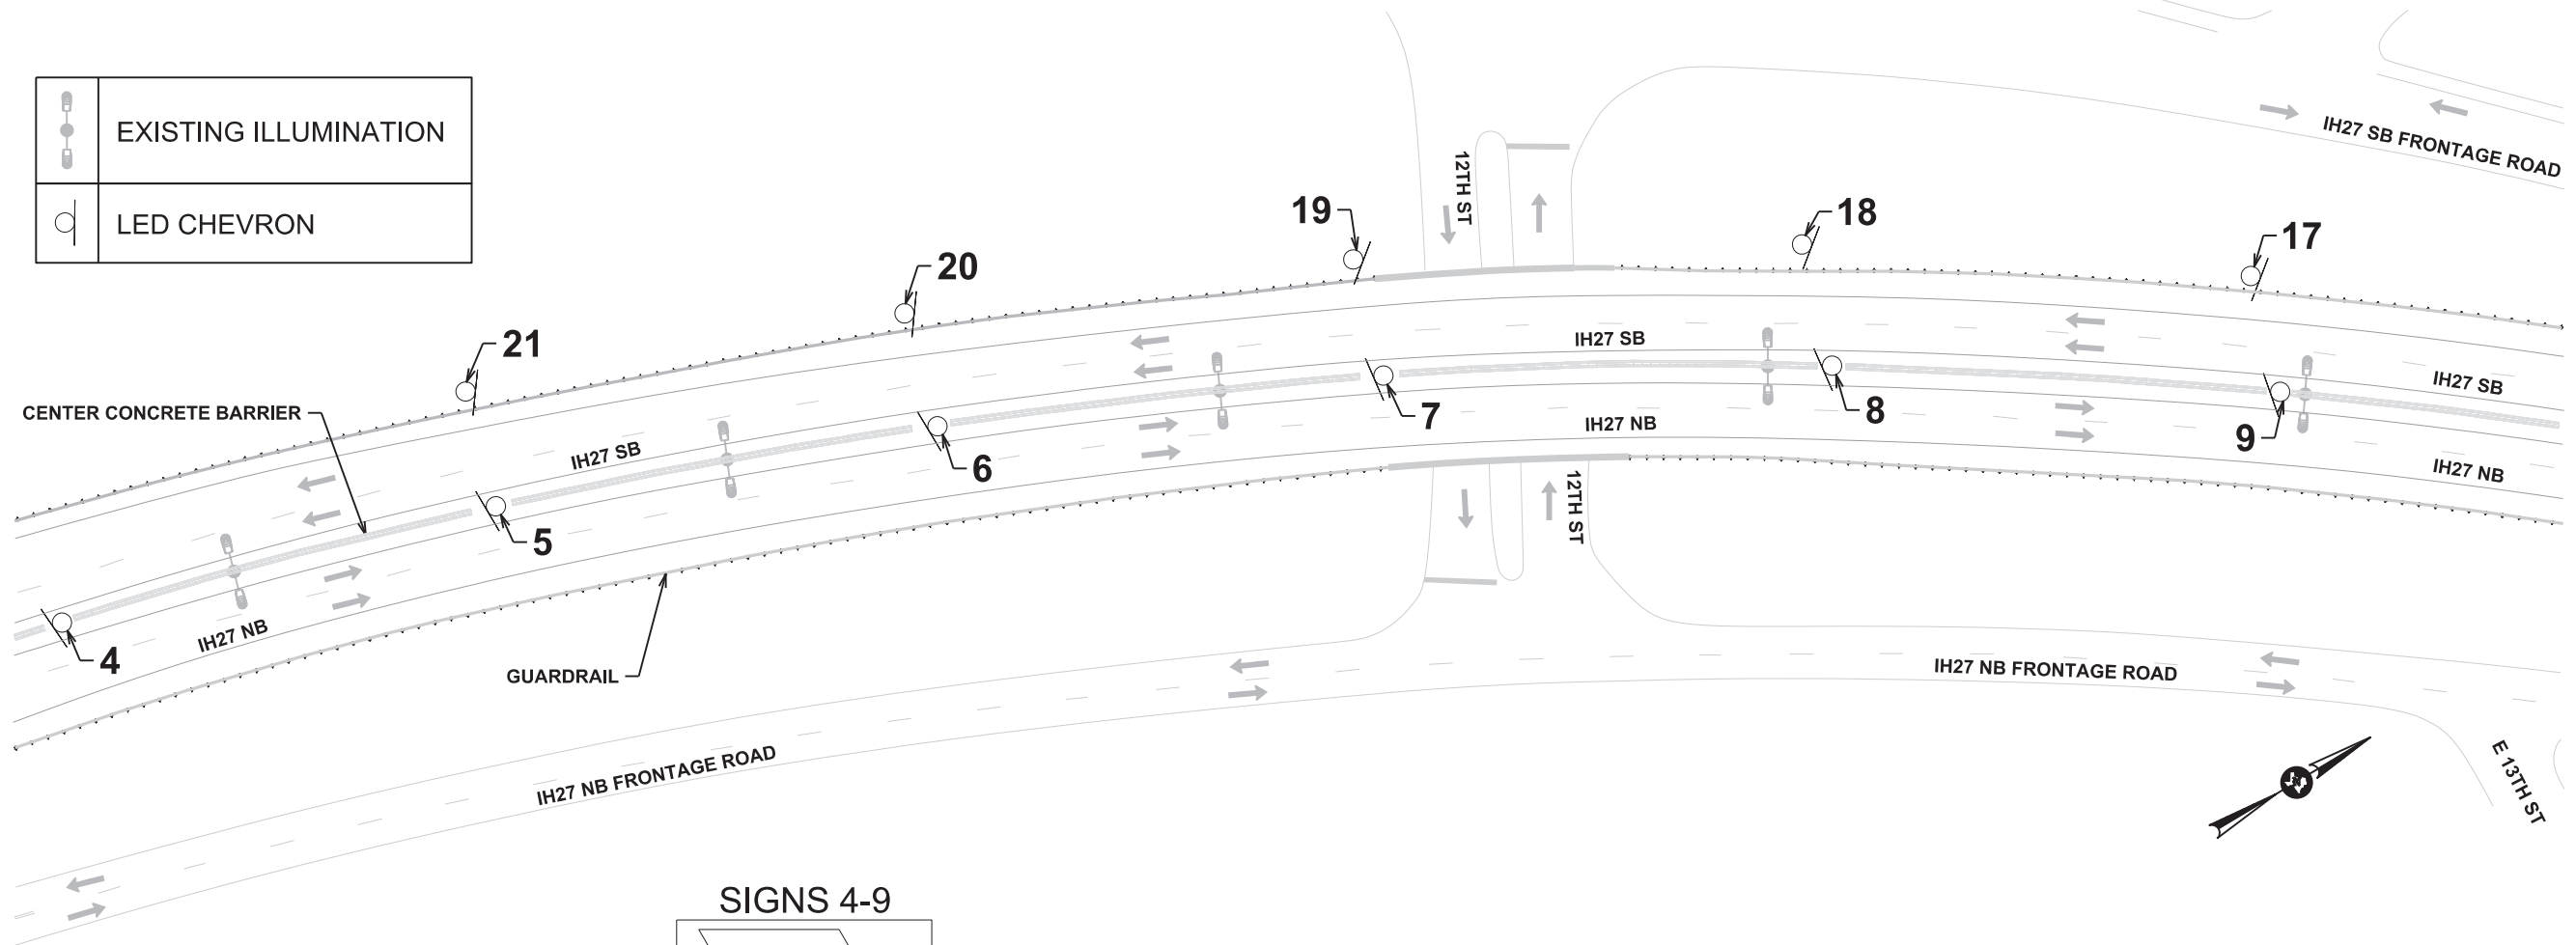 EXISTING ILLUMINATION
LED CHEVRON
IH27 SB FRONTAGE ROAD
12TH ST
19
18
17
20
21
IH27 SB
IH27 SB
CENTER CONCRETE BARRIER
7
8
9
IH27 NB
IH27 SB
6
IH27 NB
12TH ST
5
IH27 NB
4
GUARDRAIL
IH27 NB FRONTAGE ROAD
IH27 NB FRONTAGE ROAD
E 13TH ST
SIGNS 4-9